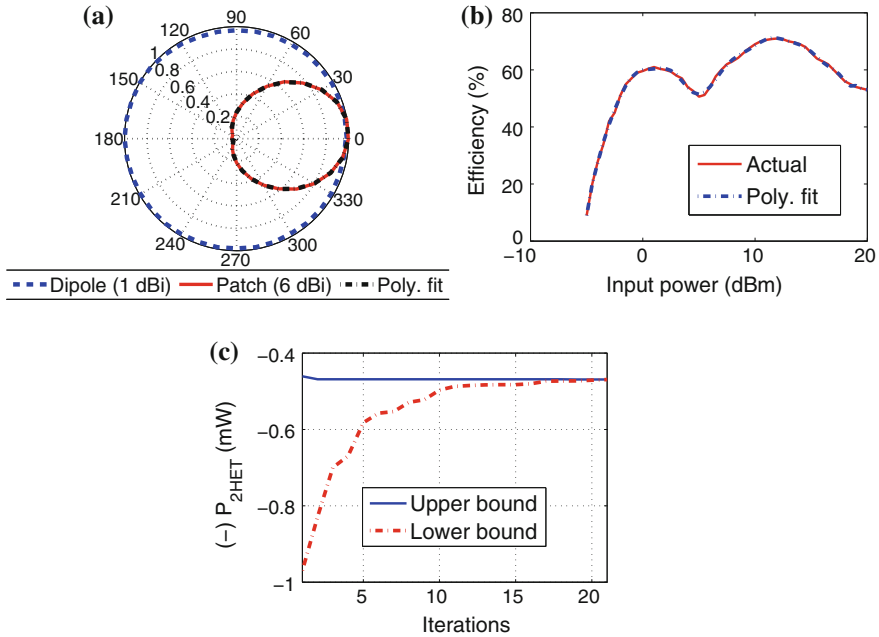 (a)
90
120
60
1
0.8
150
30
0.6
0.4
0.2
180
0
210
330
240
300
270
Dipole (1 dBi) Patch (6 dBi) Poly. fit
(b)
80
60
40
20
0
−10
0
10
20
Efficiency (%)
Input power (dBm)
Actual
Poly. fit
(c)
−0.4
−0.6
−0.8
−1
5
10
15
20
(−) P2HET (mW)
Iterations
Upper bound
Lower bound